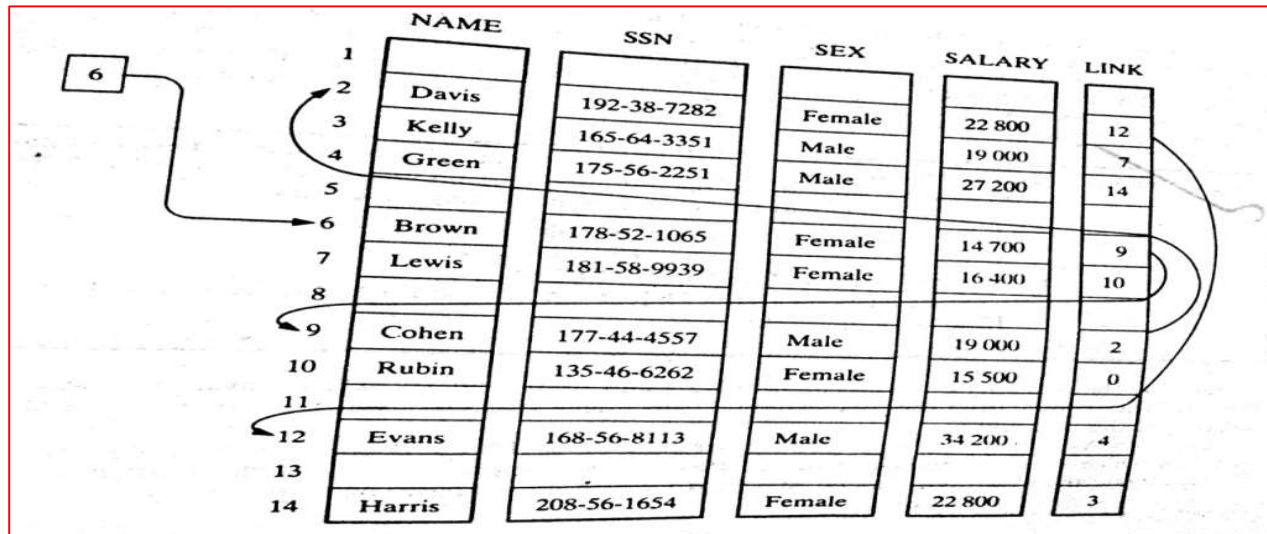 NAME SSN SEX SALARY LINK
6
1
2 Davis 192-38-7282 Female 22 800 12
3 Kelly 165-64-3351 Male 19 000 7
4 Green 175-56-2251 Male 27 200 14
5
6 Brown 178-52-1065 Female 14 700 9
7 Lewis 181-58-9939 Female 16 400 10
8
9 Cohen 177-44-4557 Male 19 000 2
10 Rubin 135-46-6262 Female 15 500 0
11
12 Evans 168-56-8113 Male 34 200 4
13
14 Harris 208-56-1654 Female 22 800 3